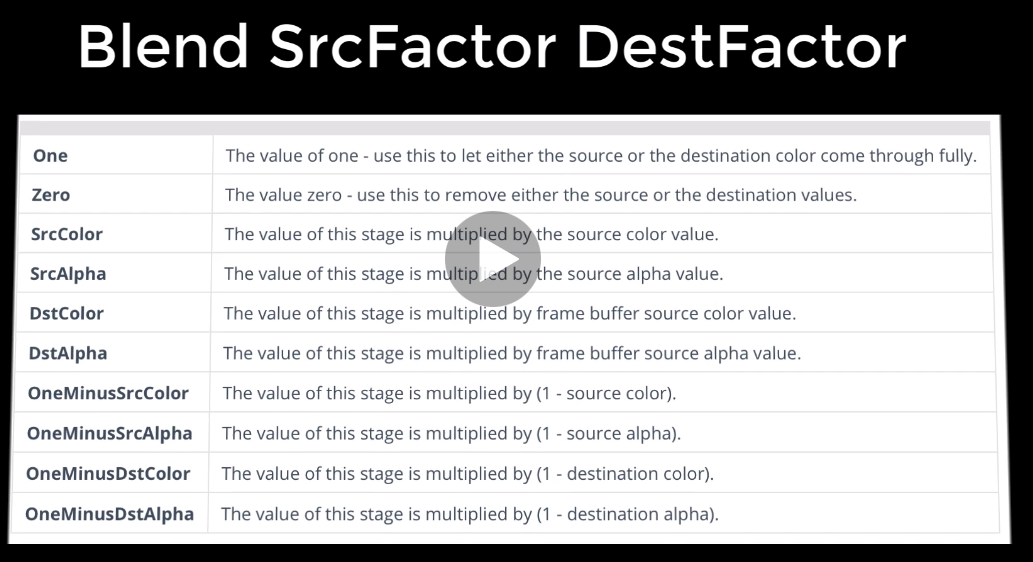 Blend SrcFactor DestFactor
One The value of one - use this to let either the source or the destination color come through fully.
Zero The value zero - use this to remove either the source or the destination values.
SrcColor The value of this stage is multiplied by the source color value.
SrcAlpha The value of this stage is multiplied by the source alpha value.
DstColor The value of this stage is multiplied by frame buffer source color value.
DstAlpha The value of this stage is multiplied by frame buffer source alpha value.
OneMinusSrcColor The value of this stage is multiplied by (1 - source color).
OneMinusSrcAlpha The value of this stage is multiplied by (1 - source alpha).
OneMinusDstColor The value of this stage is multiplied by (1 - destination color).
OneMinusDstAlpha The value of this stage is multiplied by (1 - destination alpha).